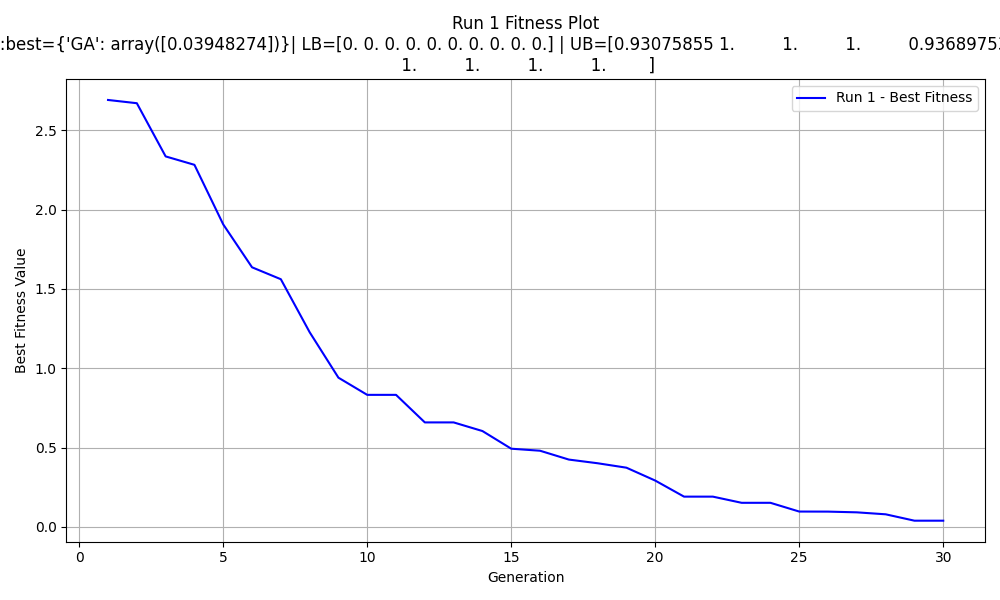 Run 1 Fitness Plot
:best={'GA': array([0.03948274])}| LB=[0. 0. 0. 0. 0. 0. 0. 0. 0. 0.] | UB=[0.93075855 1. 1. 1. 0.9368975
1. 1. 1. 1. ]
Run 1 - Best Fitness
2.5
2.0
1.5
1.0
0.5
0.0
Best Fitness Value
0 5 10 15 20 25 30
Generation